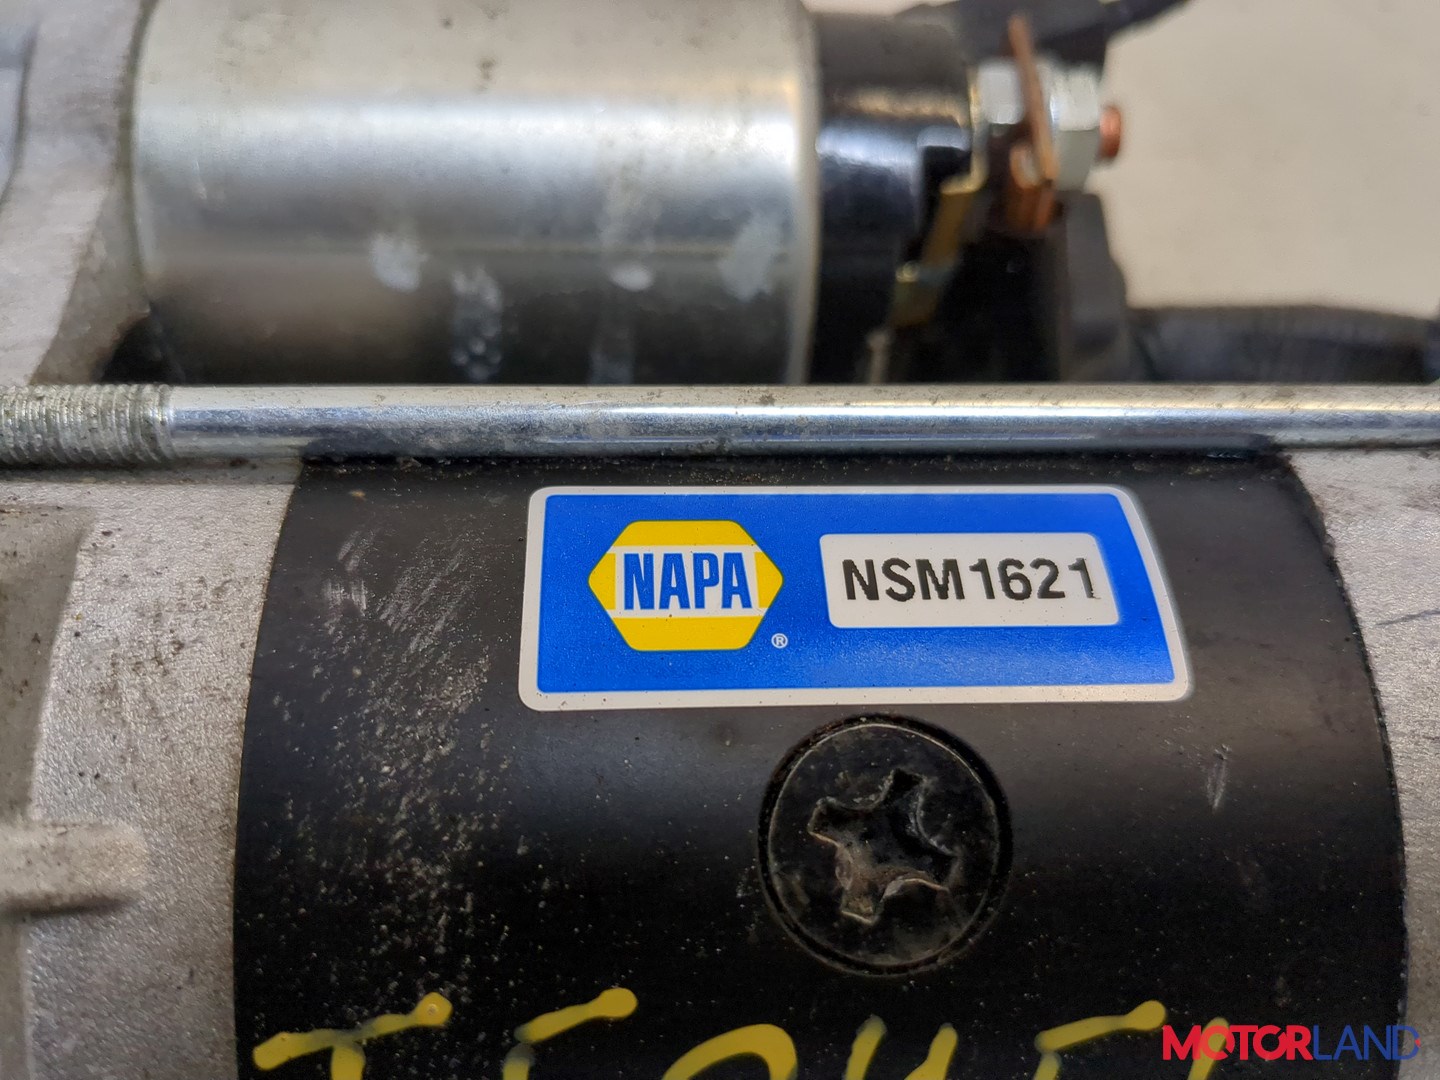 NAPA ® NSM1621
MOTORLAND